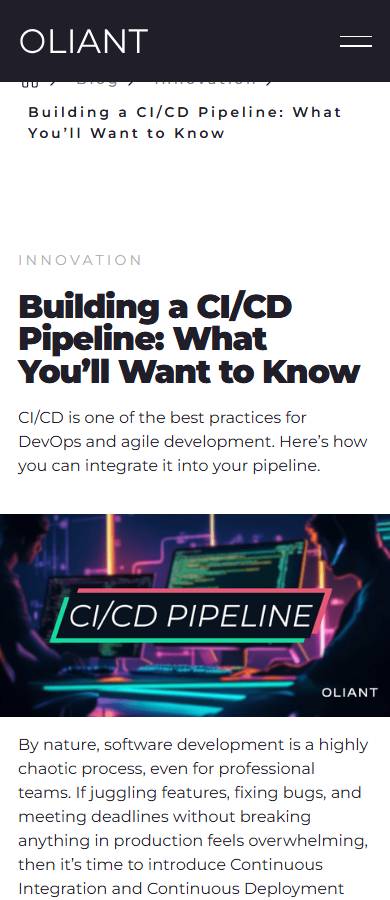 OLIANT
Blog
Innovation
Building a CI/CD Pipeline: What
You’ll Want to Know
INNOVATION
Building a CI/CD
Pipeline: What
You’ll Want to Know
CI/CD is one of the best practices for
DevOps and agile development. Here’s how
you can integrate it into your pipeline.
CI/CD PIPELINE
OLIANT
By nature, software development is a highly
chaotic process, even for professional
teams. If juggling features, fixing bugs, and
meeting deadlines without breaking
anything in production feels overwhelming,
then it’s time to introduce Continuous
Integration and Continuous Deployment